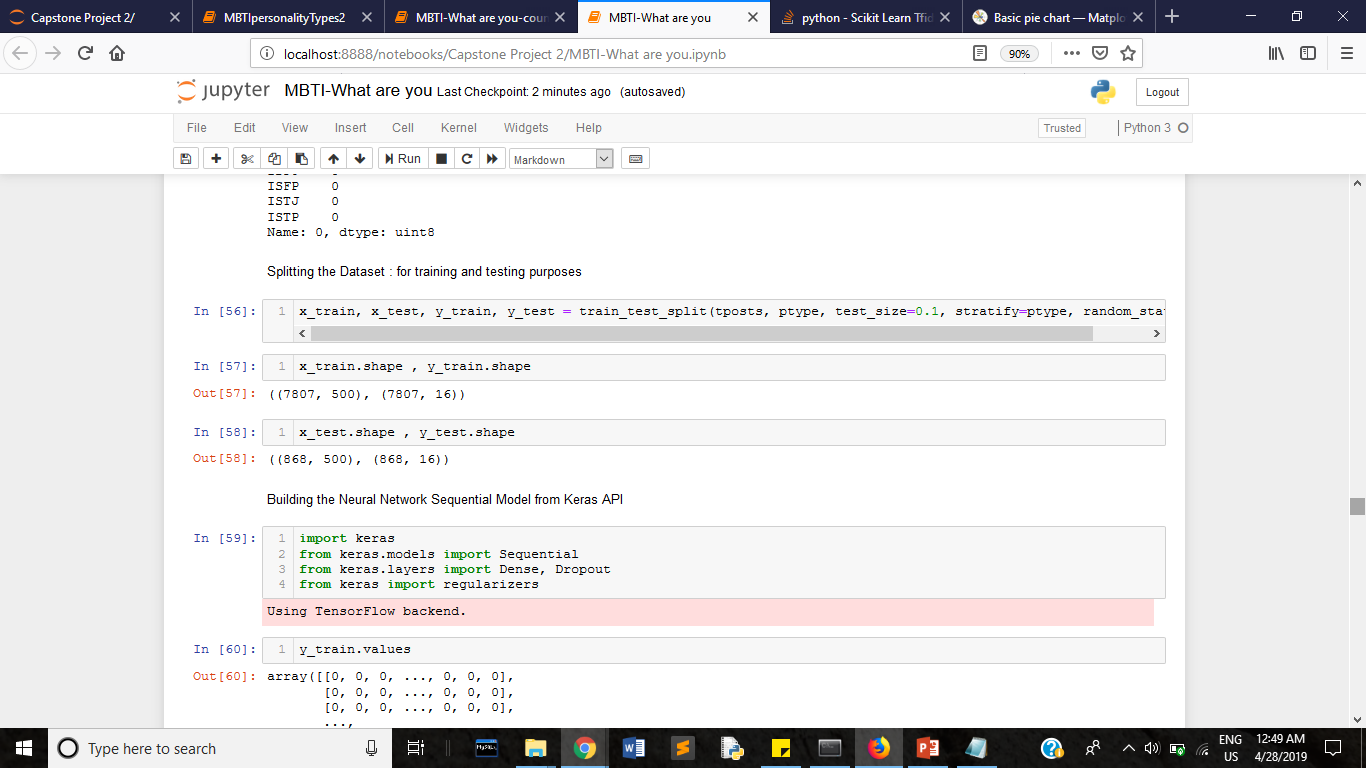 Capstone Project 2/
MBTIpersonalityTypes2
MBTI-What are you-coun
MBTI-What are you
python - Scikit Learn Tfid
Basic pie chart — Matplo
localhost:8888/notebooks/Capstone Project 2/MBTI-What are you.ipynb
90%
jupyter MBTI-What are you Last Checkpoint: 2 minutes ago (autosaved)
Logout
File Edit View Insert Cell Kernel Widgets Help
Trusted
Python 3
Run
Markdown
ISFP 0
ISTJ 0
ISTP 0
Name: 0, dtype: uint8
Splitting the Dataset : for training and testing purposes
In [56]: 1 x_train, x_test, y_train, y_test = train_test_split(tposts, ptype, test_size=0.1, stratify=ptype, random_sta
In [57]: 1 x_train.shape , y_train.shape
Out[57]: ((7807, 500), (7807, 16))
In [58]: 1 x_test.shape , y_test.shape
Out[58]: ((868, 500), (868, 16))
Building the Neural Network Sequential Model from Keras API
In [59]: 1 import keras
2 from keras.models import Sequential
3 from keras.layers import Dense, Dropout
4 from keras import regularizers
Using TensorFlow backend.
In [60]: 1 y_train.values
Out[60]: array([[0, 0, 0, ..., 0, 0, 0],
[0, 0, 0, ..., 0, 0, 0],
[0, 0, 0, ..., 0, 0, 0],
...,
Type here to search
MySQL
ENG
US
12:49 AM
4/28/2019